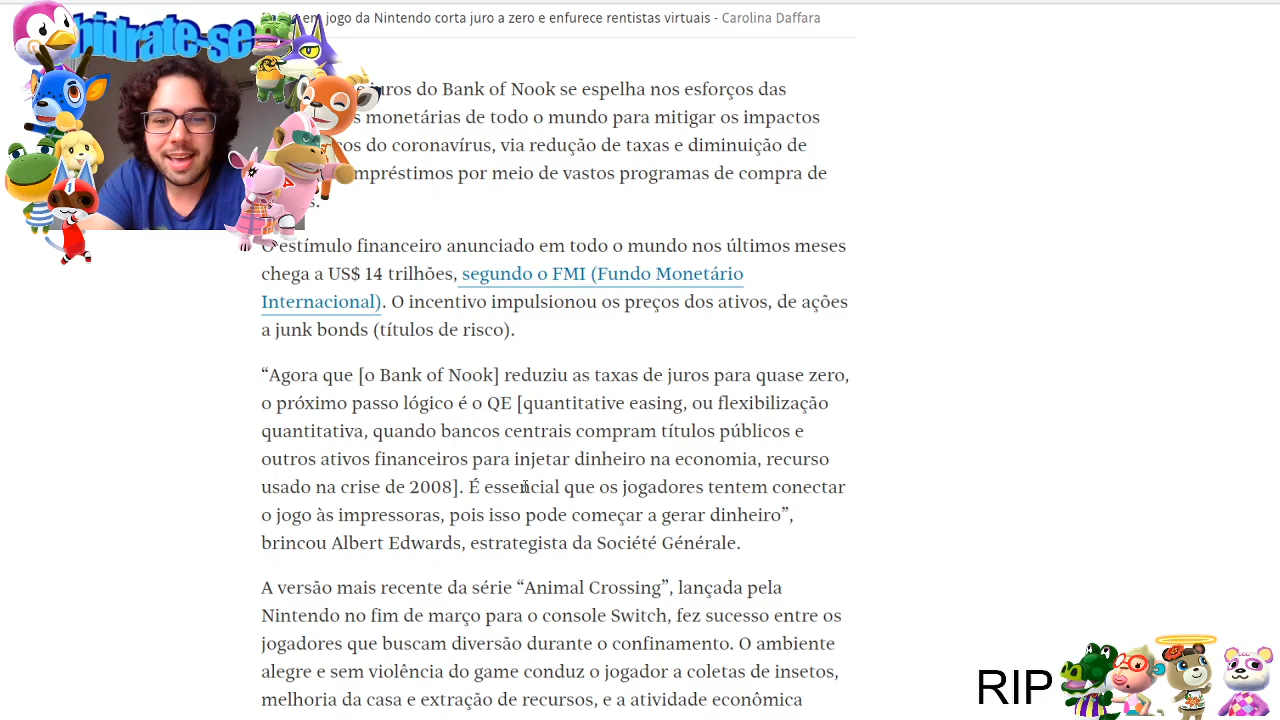 hidrate-se
em jogo da Nintendo corta juro a zero e enfurece rentistas virtuais - Carolina Daffara
juros do Bank of Nook se espelha nos esforços das
monetárias de todo o mundo para mitigar os impactos
do coronavírus, via redução de taxas e diminuição de
por meio de vastos programas de compra de
O estímulo financeiro anunciado em todo o mundo nos últimos meses
chega a US$ 14 trilhões, segundo o FMI (Fundo Monetário
Internacional). O incentivo impulsionou os preços dos ativos, de ações
a junk bonds (títulos de risco).
“Agora que [o Bank of Nook] reduziu as taxas de juros para quase zero,
o próximo passo lógico é o QE [quantitative easing, ou flexibilização
quantitativa, quando bancos centrais compram títulos públicos e
outros ativos financeiros para injetar dinheiro na economia, recurso
usado na crise de 2008]. É essencial que os jogadores tentem conectar
o jogo às impressoras, pois isso pode começar a gerar dinheiro”,
brincou Albert Edwards, estrategista da Société Générale.
A versão mais recente da série “Animal Crossing”, lançada pela
Nintendo no fim de março para o console Switch, fez sucesso entre os
jogadores que buscam diversão durante o confinamento. O ambiente
alegre e sem violência do game conduz o jogador a coletas de insetos,
melhoria da casa e extração de recursos, e a atividade econômica
RIP